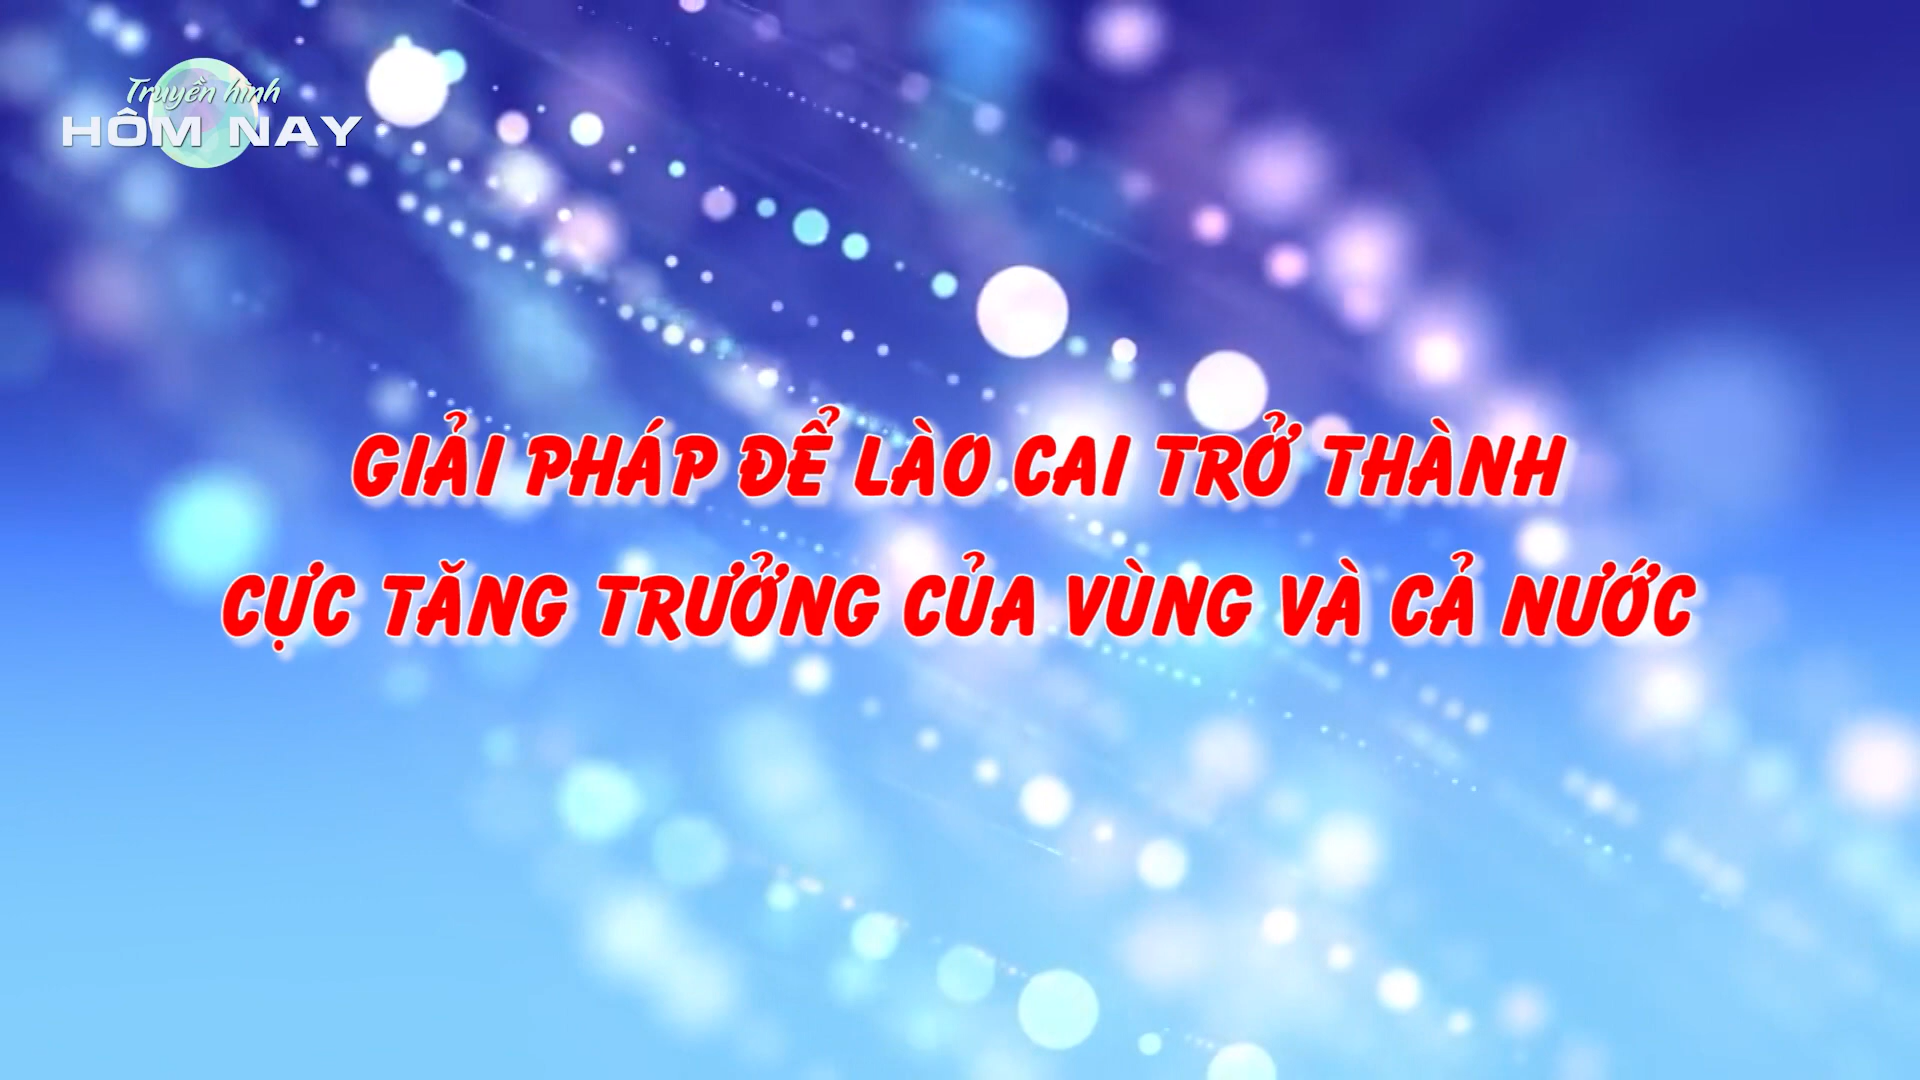 Truyền hình
HÔM NAY
GIẢI PHÁP ĐỂ LÀO CAI TRỞ THÀNH
CỰC TĂNG TRƯỞNG CỦA VÙNG VÀ CẢ NƯỚC